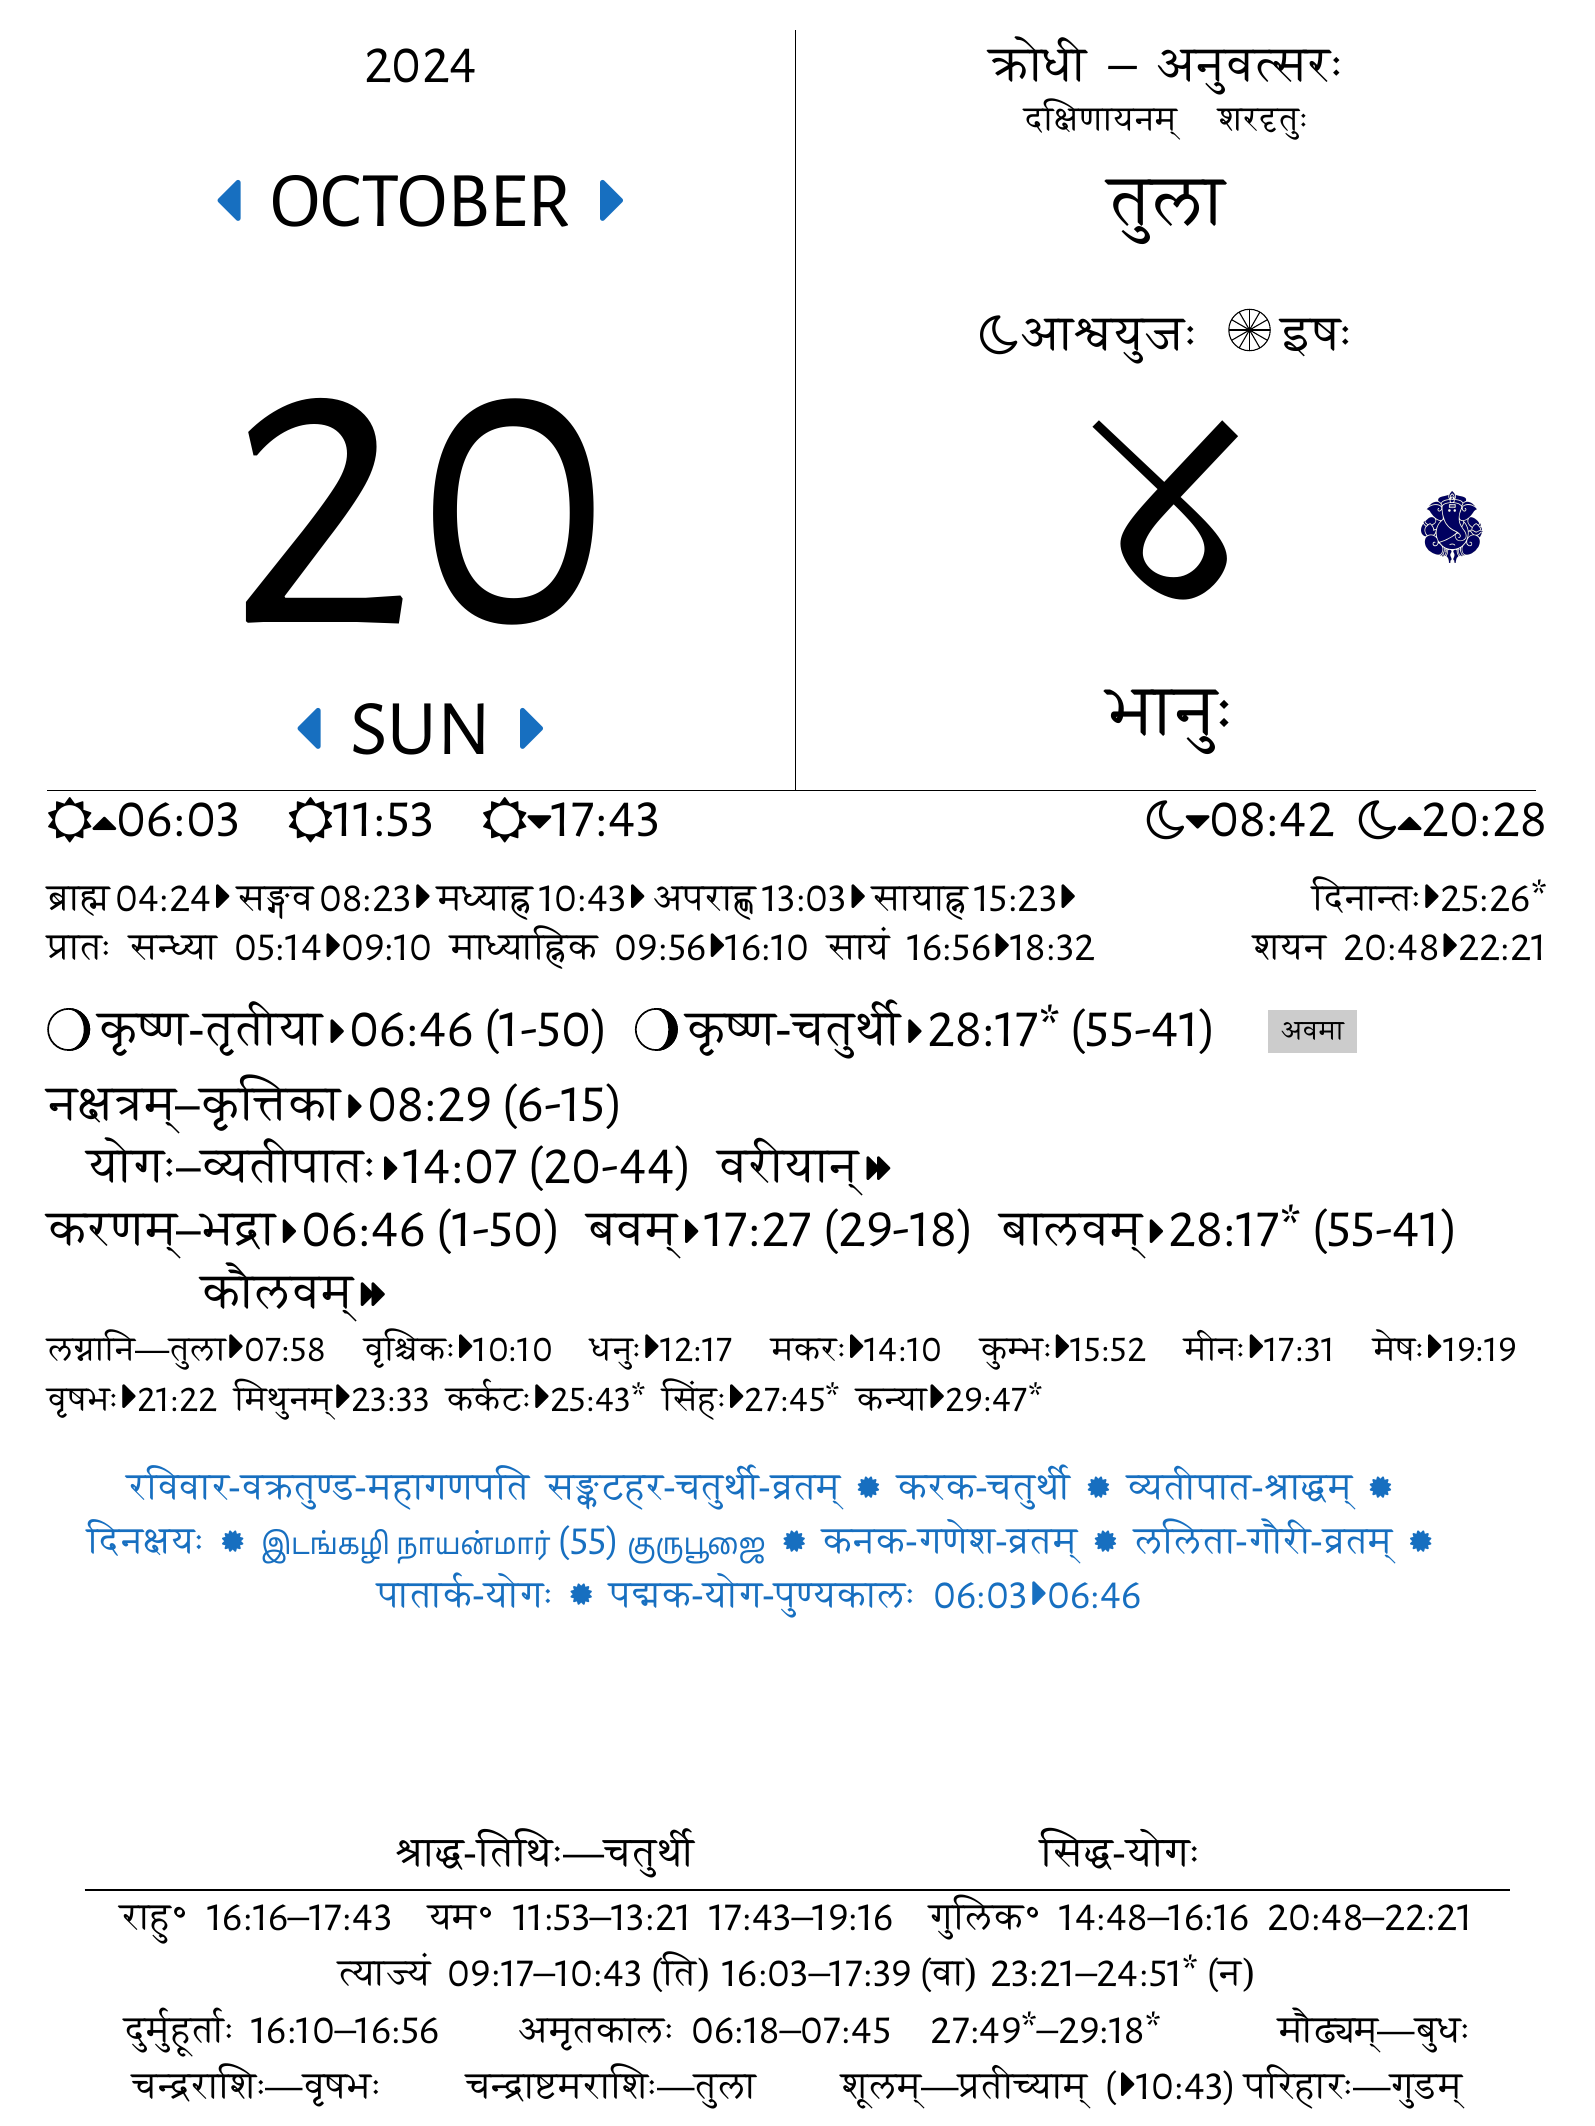 2024
OCTOBER
20
SUN
क्रोधी – अनुवत्सरः
दक्षिणायनम् शरदृतुः
तुला
आश्वयुजः इषः
४
भानुः
06:03 11:53 17:43 08:42 20:28
ब्राह्म 04:24 सङ्गव 08:23 मध्याह्न 10:43 अपराह्ण 13:03 सायाह्न 15:23 दिनान्तः 25:26*
प्रातः सन्ध्या 05:14 09:10 माध्याह्निक 09:56 16:10 सायं 16:56 18:32 शयन 20:48 22:21
कृष्ण-तृतीया 06:46 (1-50) कृष्ण-चतुर्थी 28:17* (55-41) अवमा
नक्षत्रम्–कृत्तिका 08:29 (6-15)
योगः–व्यतीपातः 14:07 (20-44) वरीयान्
करणम्–भद्रा 06:46 (1-50) बवम् 17:27 (29-18) बालवम् 28:17* (55-41)
कौलवम्
लग्नानि—तुला 07:58 वृश्चिकः 10:10 धनुः 12:17 मकरः 14:10 कुम्भः 15:52 मीनः 17:31 मेषः 19:19
वृषभः 21:22 मिथुनम् 23:33 कर्कटः 25:43* सिंहः 27:45* कन्या 29:47*
रविवार-वक्रतुण्ड-महागणपति सङ्कटहर-चतुर्थी-व्रतम् ✹ करक-चतुर्थी ✹ व्यतीपात-श्राद्धम् ✹
दिनक्षयः ✹ இடங்கழி நாயன்மார் (55) குருபூஜை ✹ कनक-गणेश-व्रतम् ✹ ललिता-गौरी-व्रतम् ✹
पातार्क-योगः ✹ पद्मक-योग-पुण्यकालः 06:03 06:46
श्राद्ध-तिथिः—चतुर्थी सिद्ध-योगः
राहु॰ 16:16–17:43 यम॰ 11:53–13:21 17:43–19:16 गुलिक॰ 14:48–16:16 20:48–22:21
त्याज्यं 09:17–10:43 (ति) 16:03–17:39 (वा) 23:21–24:51* (न)
दुर्मुहूर्ताः 16:10–16:56 अमृतकालः 06:18–07:45 27:49*–29:18* मौढ्यम्—बुधः
चन्द्रराशिः—वृषभः चन्द्राष्टमराशिः—तुला शूलम्—प्रतीच्याम् ( 10:43) परिहारः—गुडम्